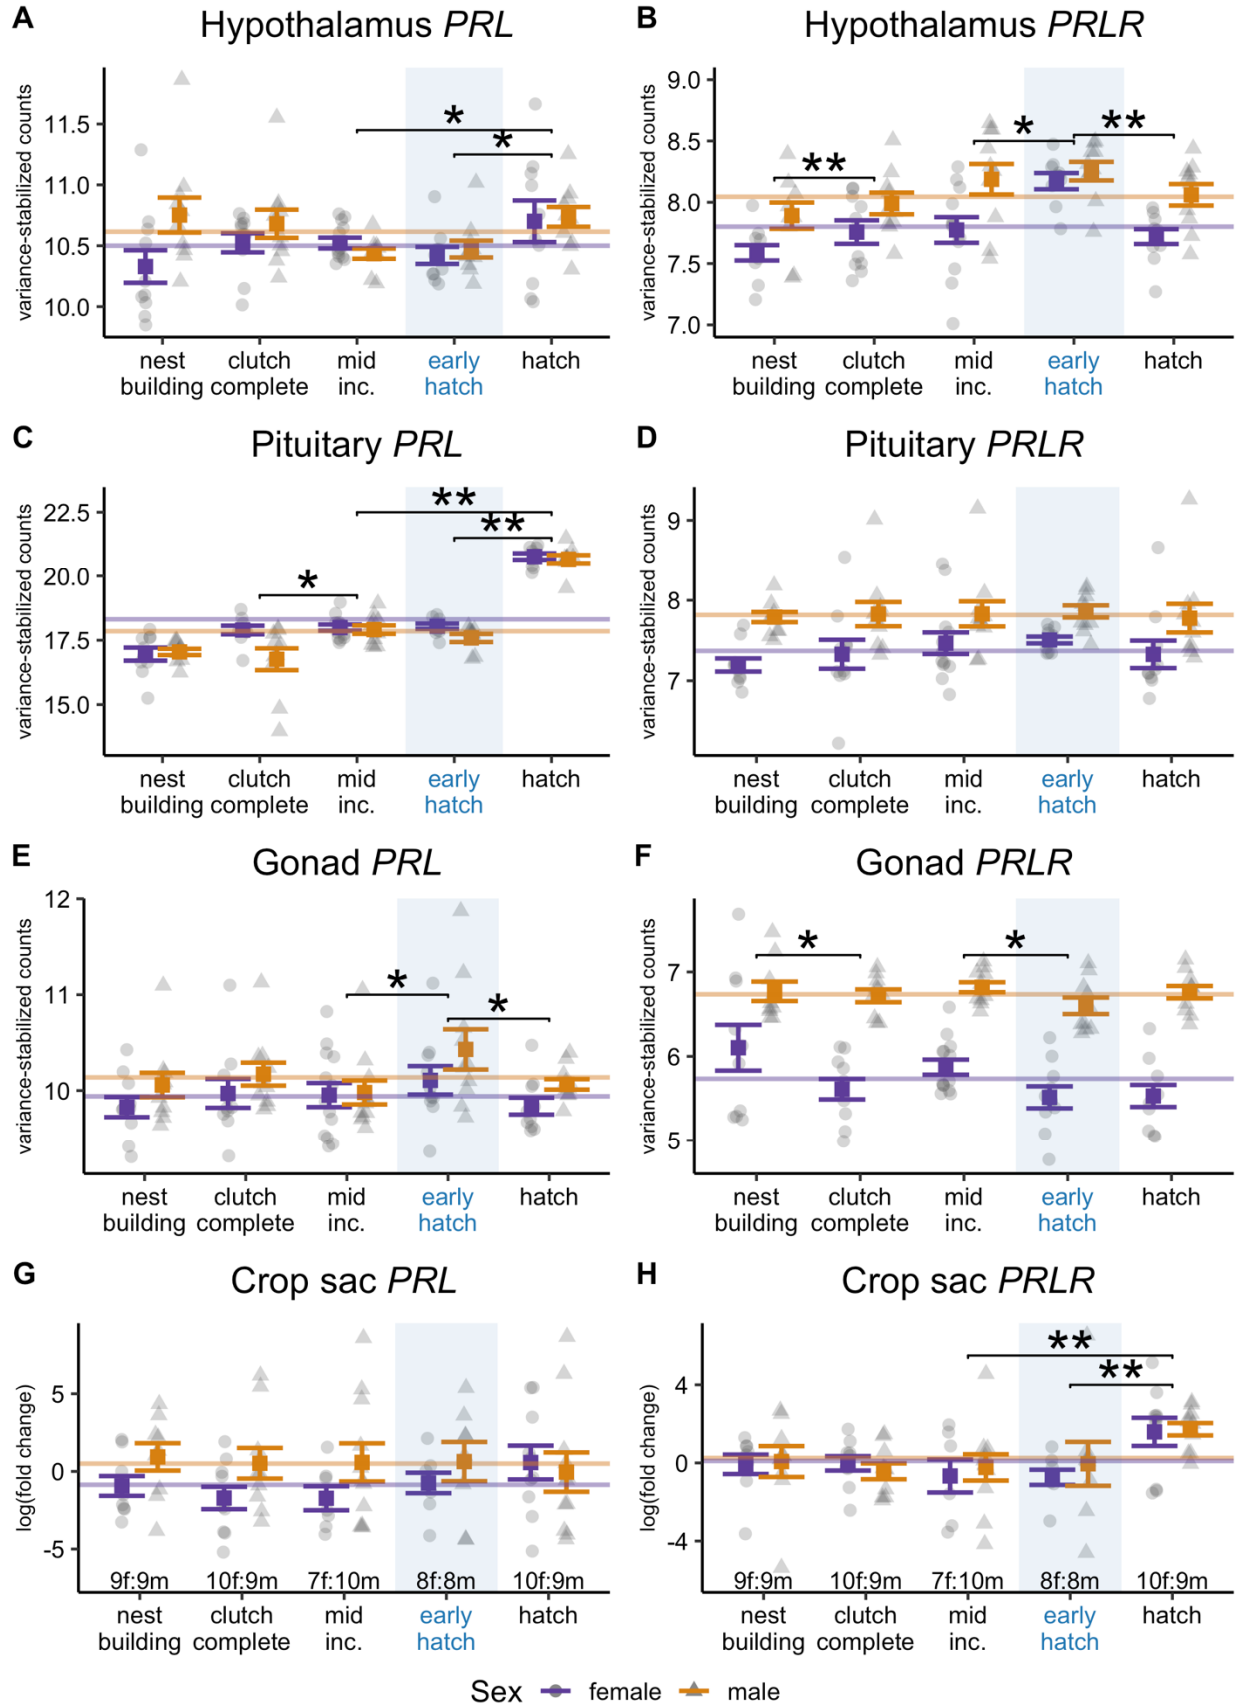 A
Hypothalamus PRL
variance-stabilized counts
11.5
11.0
10.5
10.0
*
*
nest building
clutch complete
mid inc.
early hatch
hatch
B
Hypothalamus PRLR
variance-stabilized counts
9.0
8.5
8.0
7.5
7.0
**
*
**
nest building
clutch complete
mid inc.
early hatch
hatch
C
Pituitary PRL
variance-stabilized counts
22.5
20.0
17.5
15.0
*
**
**
nest building
clutch complete
mid inc.
early hatch
hatch
D
Pituitary PRLR
variance-stabilized counts
9
8
7
nest building
clutch complete
mid inc.
early hatch
hatch
E
Gonad PRL
variance-stabilized counts
12
11
10
*
*
nest building
clutch complete
mid inc.
early hatch
hatch
F
Gonad PRLR
variance-stabilized counts
7
6
5
*
*
nest building
clutch complete
mid inc.
early hatch
hatch
G
Crop sac PRL
log(fold change)
5
0
-5
9f:9m 10f:9m 7f:10m 8f:8m 10f:9m
nest building
clutch complete
mid inc.
early hatch
hatch
H
Crop sac PRLR
log(fold change)
4
0
-4
**
**
9f:9m 10f:9m 7f:10m 8f:8m 10f:9m
nest building
clutch complete
mid inc.
early hatch
hatch
Sex female male